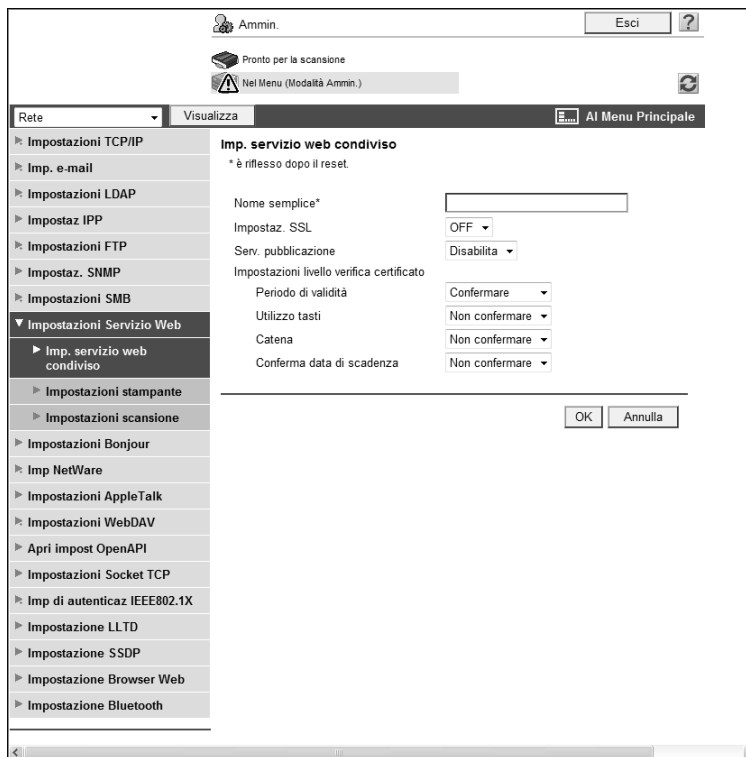 Ammin.
Esci
?
Pronto per la scansione
Nel Menu (Modalità Ammin.)
Rete
Visualizza
Al Menu Principale
Impostazioni TCP/IP
Imp. e-mail
Impostazioni LDAP
Impostaz IPP
Impostazioni FTP
Impostaz. SNMP
Impostazioni SMB
Impostazioni Servizio Web
Imp. servizio web
condiviso
Impostazioni stampante
Impostazioni scansione
Impostazioni Bonjour
Imp NetWare
Impostazioni AppleTalk
Impostazioni WebDAV
Apri impost OpenAPI
Impostazioni Socket TCP
Imp di autenticaz IEEE802.1X
Impostazione LLTD
Impostazione SSDP
Impostazione Browser Web
Impostazione Bluetooth
Imp. servizio web condiviso
* è riflesso dopo il reset.
Nome semplice*
Impostaz. SSL OFF
Serv. pubblicazione Disabilita
Impostazioni livello verifica certificato
Periodo di validità Confermare
Utilizzo tasti Non confermare
Catena Non confermare
Conferma data di scadenza Non confermare
OK Annulla